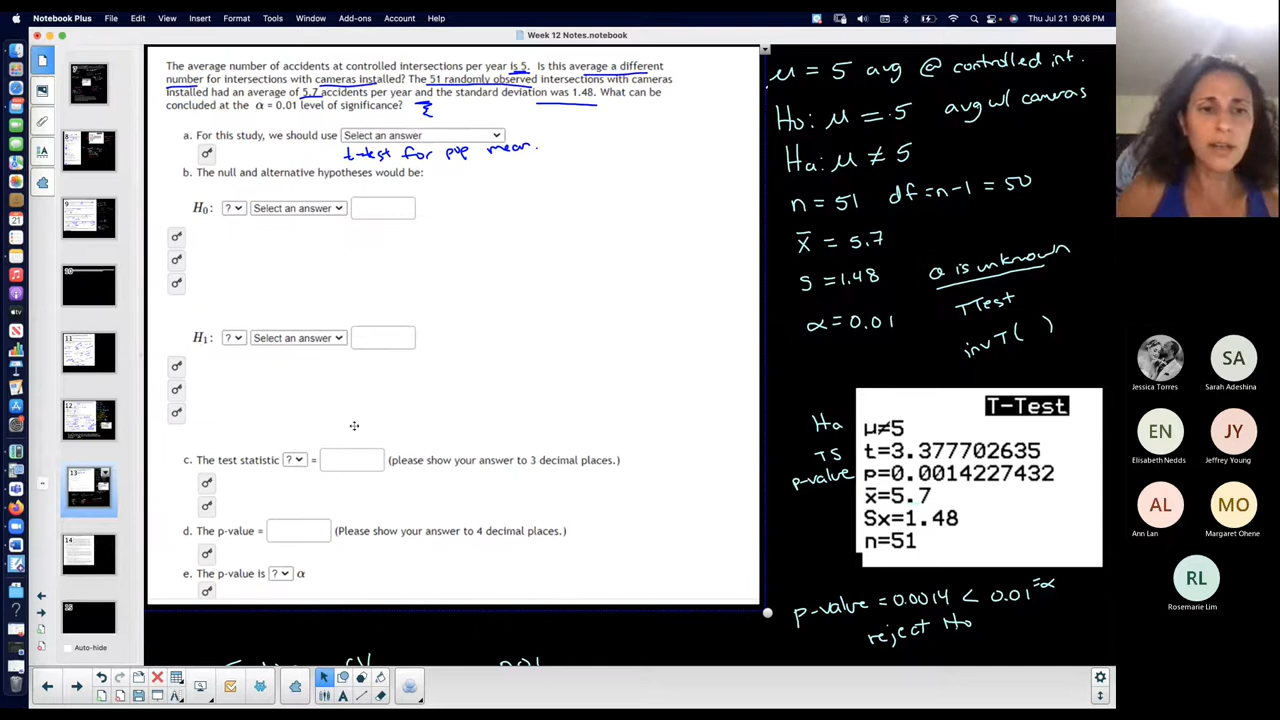 Notebook Plus File Edit View Insert Format Tools Window Add-ons Account Help Thu Jul 21 9:06 PM
Week 12 Notes.notebook
The average number of accidents at controlled intersections per year is 5. Is this average a different
number for intersections with cameras installed? The 51 randomly observed intersections with cameras
installed had an average of 5.7 accidents per year and the standard deviation was 1.48. What can be
concluded at the α = 0.01 level of significance?
a. For this study, we should use Select an answer
t-test for pop mean.
b. The null and alternative hypotheses would be:
H0: ? Select an answer
H1: ? Select an answer
c. The test statistic ? = (please show your answer to 3 decimal places.)
d. The p-value = (Please show your answer to 4 decimal places.)
e. The p-value is ? α
μ = 5 avg @ controlled int.
Ho: μ = 5 avg w/ cameras
Ha: μ ≠ 5
n = 51 df = n-1 = 50
x̄ = 5.7
s = 1.48
σ is unknown
TTest
α = 0.01
invT( )
T-Test
Ha μ≠5
TS t=3.377702635
p-value p=0.0014227432
x̄=5.7
Sx=1.48
n=51
p-value = 0.0014 < 0.01 = α
reject Ho
CV 0.01
10
11
12
13
14
15
Auto-hide
Jessica Torres
SA
Sarah Adeshina
EN
Elisabeth Nedds
JY
Jeffrey Young
AL
Ann Lan
MO
Margaret Ohene
RL
Rosemarie Lim